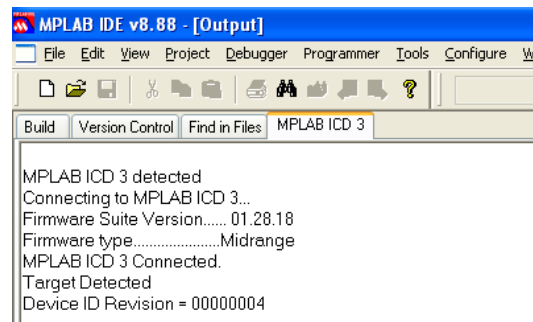 MPLAB IDE v8.88 - [Output]
File Edit View Project Debugger Programmer Tools Configure W
Build Version Control Find in Files MPLAB ICD 3
MPLAB ICD 3 detected
Connecting to MPLAB ICD 3...
Firmware Suite Version...... 01.28.18
Firmware type......................Midrange
MPLAB ICD 3 Connected.
Target Detected
Device ID Revision = 00000004